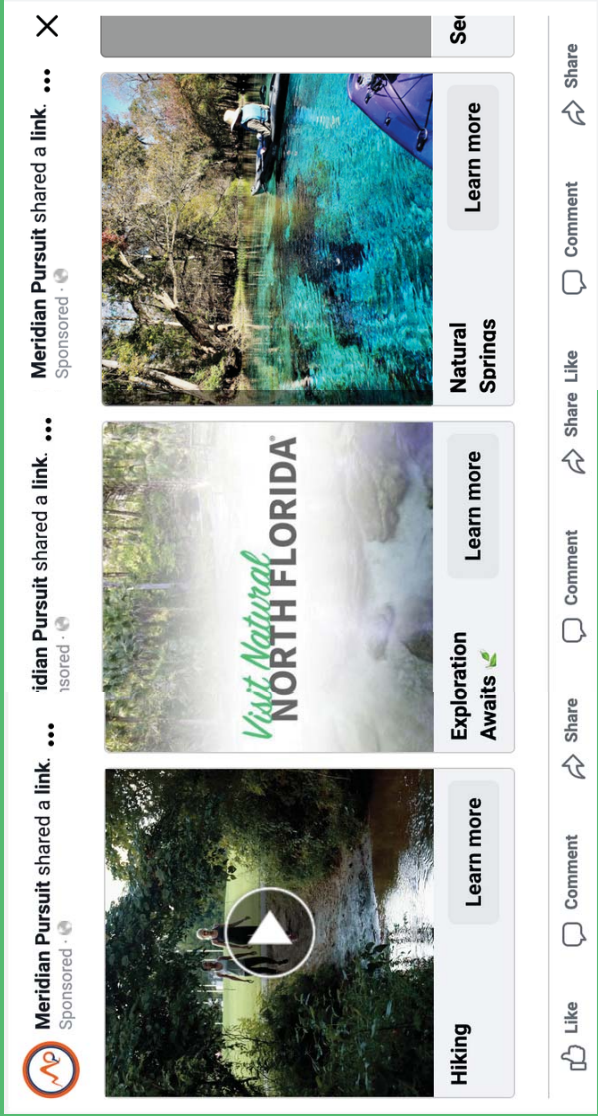 Meridian Pursuit shared a link.
Sponsored ·
idian Pursuit shared a link.
nsored ·
Meridian Pursuit shared a link.
Sponsored ·
Hiking
Learn more
Visit Natural
NORTH FLORIDA®
Exploration
Awaits
Learn more
Natural
Springs
Learn more
Se
Like
Comment
Share
Comment
Share
Like
Comment
Share